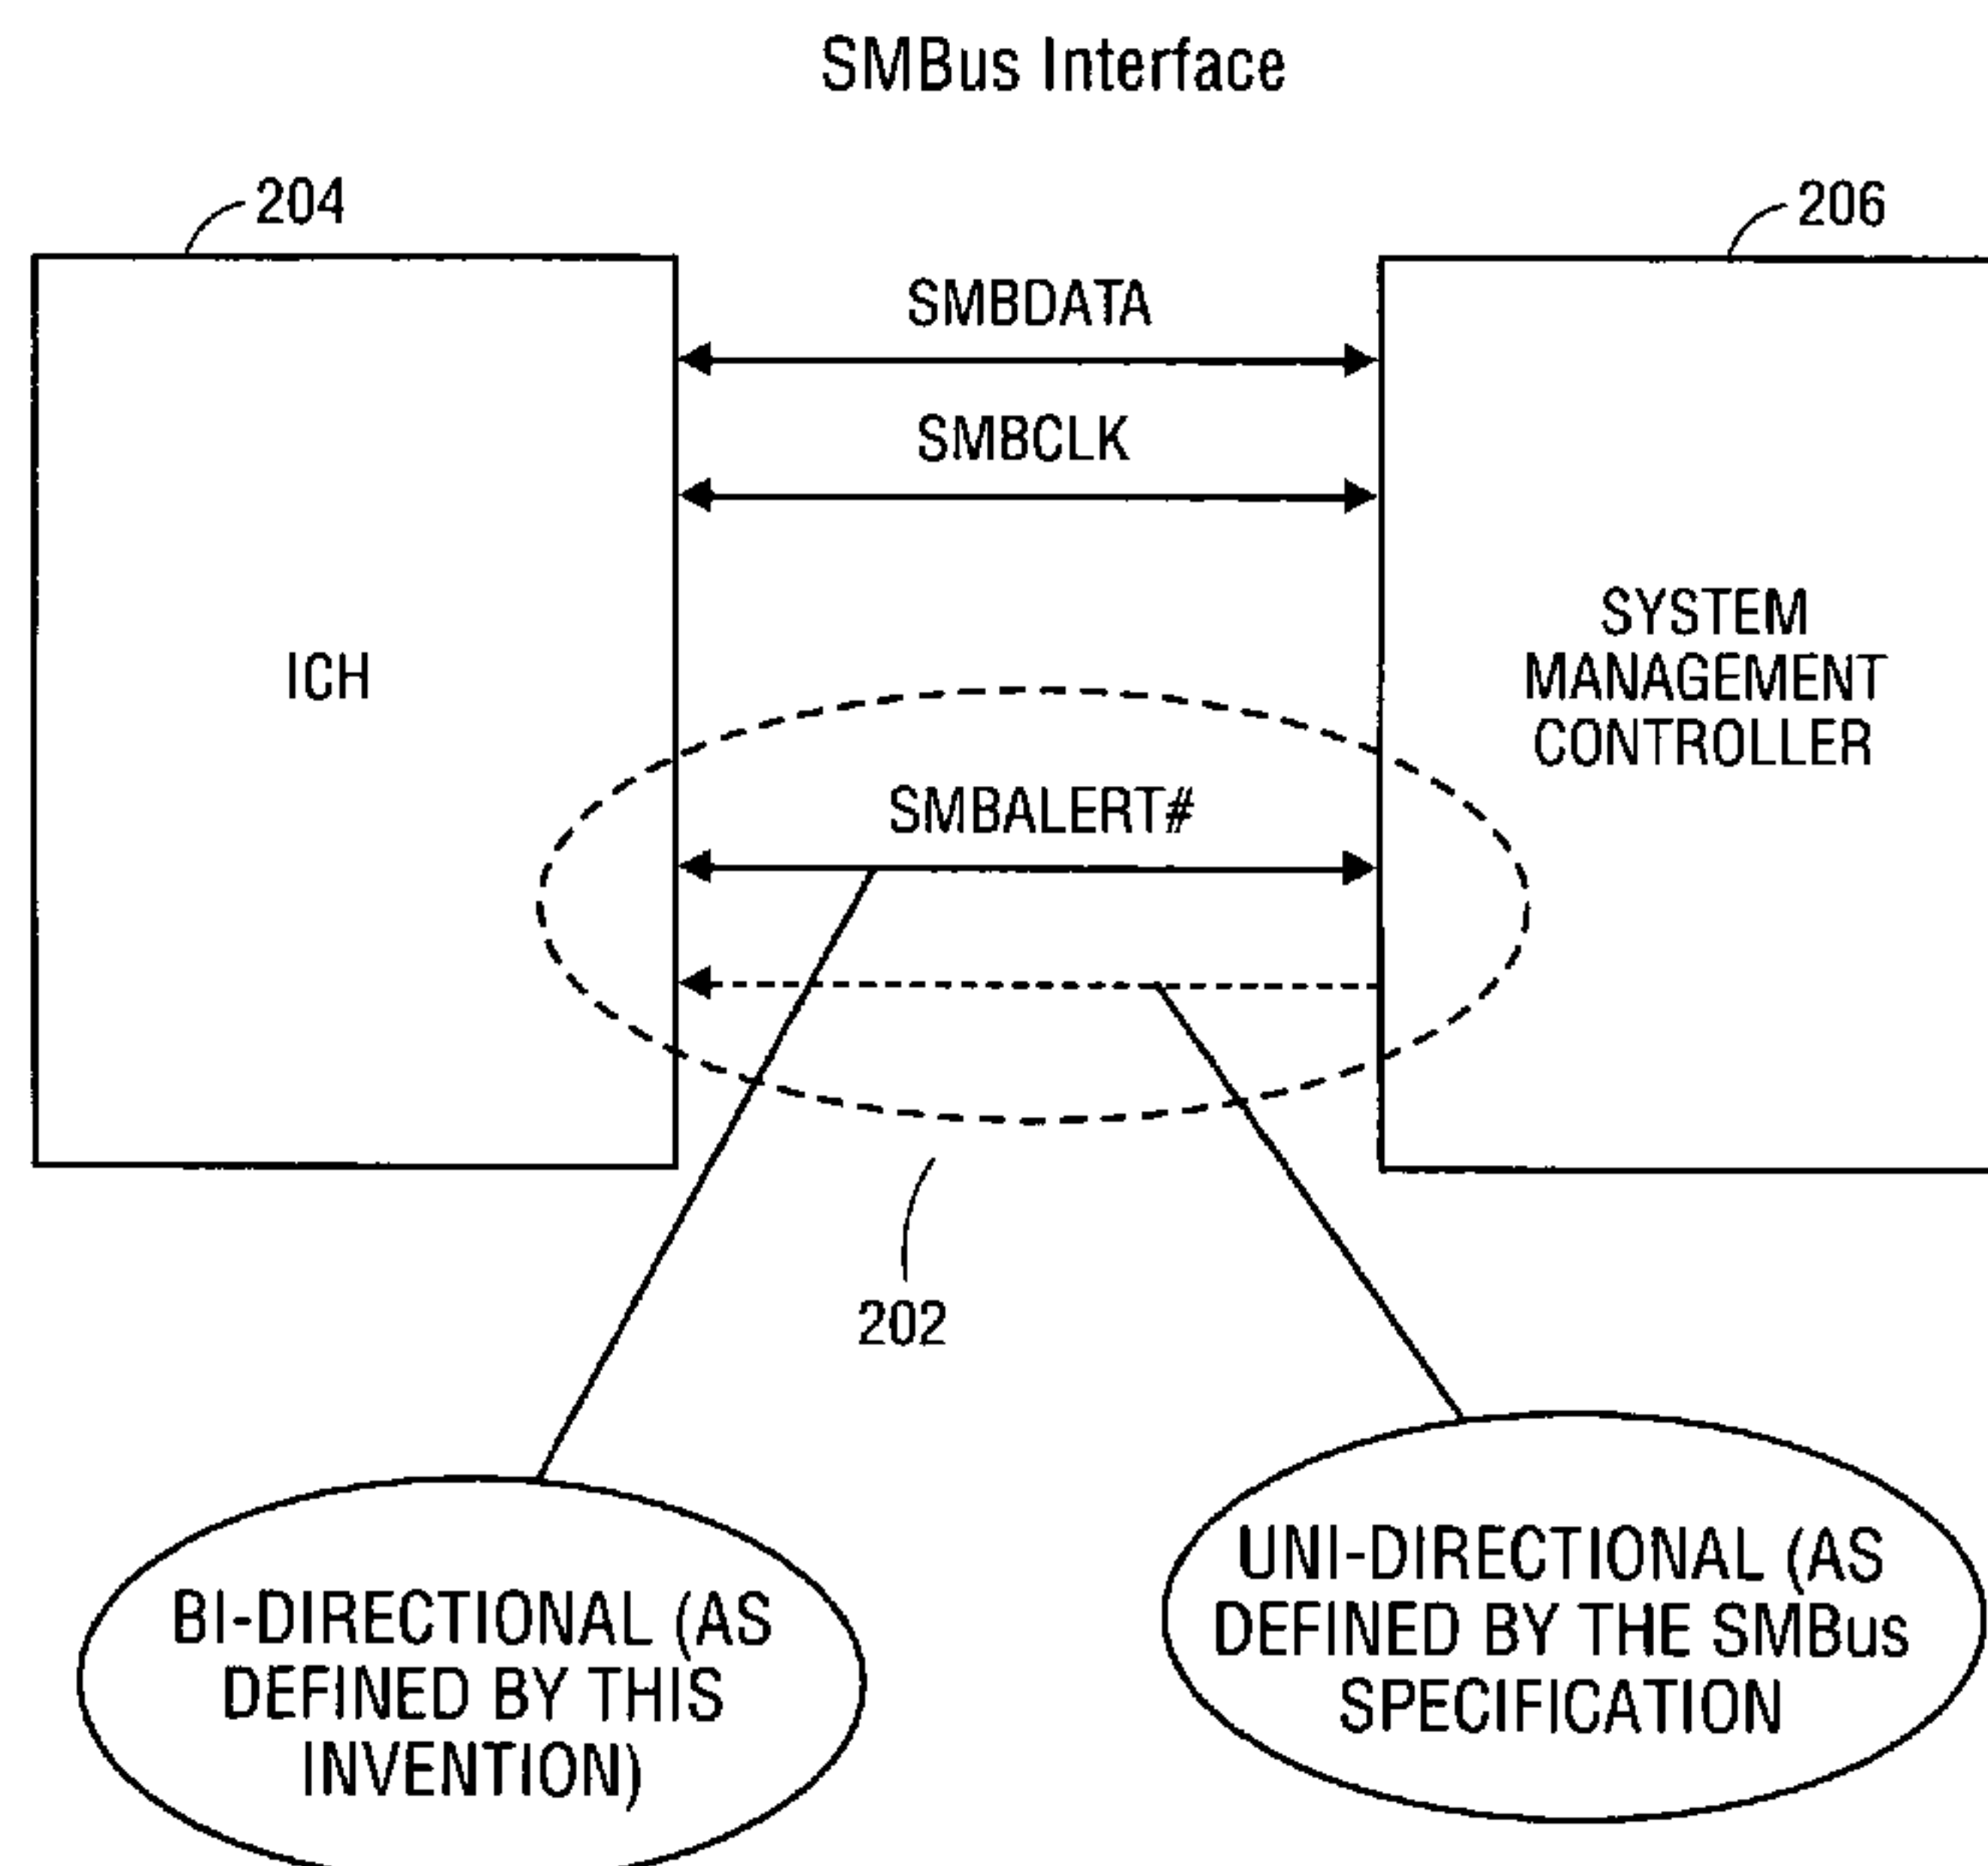 SMBus Interface
204
206
SMBDATA
SMBCLK
ICH
SYSTEM
MANAGEMENT
CONTROLLER
SMBALERT#
202
BI-DIRECTIONAL (AS
DEFINED BY THIS
INVENTION)
UNI-DIRECTIONAL (AS
DEFINED BY THE SMBus
SPECIFICATION